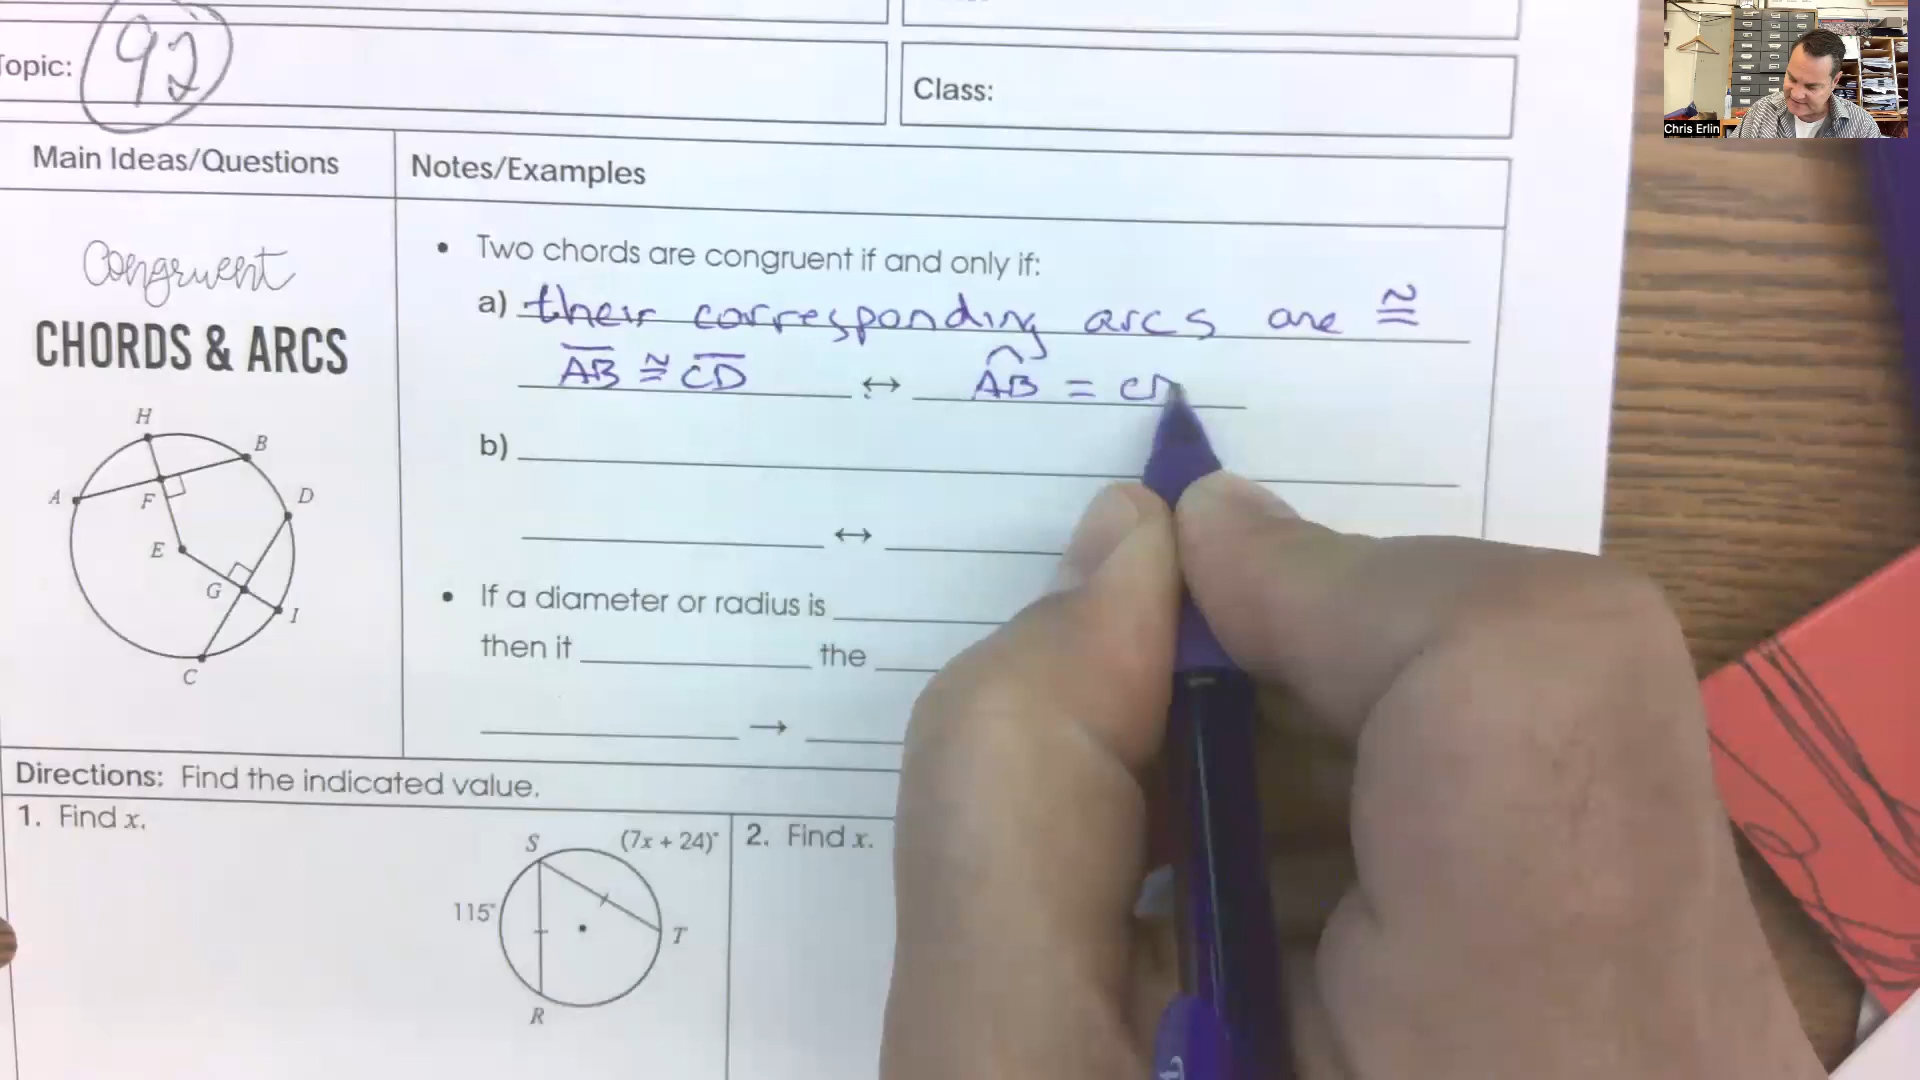 Topic: 92
Class:
Main Ideas/Questions
Notes/Examples
Congruent
CHORDS & ARCS
H
B
A
F
D
E
G
I
C
• Two chords are congruent if and only if:
a) their corresponding arcs are ≅
AB ≅ CD ↔ AB = CD
b)
↔
• If a diameter or radius is
then it the
→
Directions: Find the indicated value.
1. Find x.
S
(7x + 24)°
115°
T
R
2. Find x.
Chris Erlin